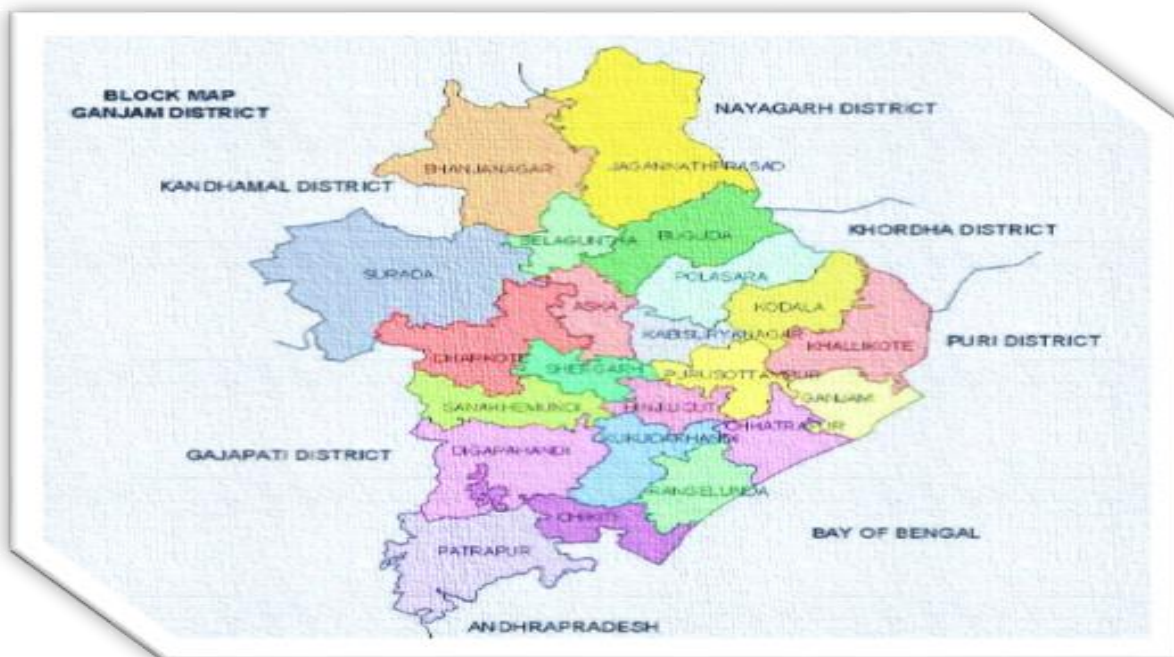 BLOCK MAP
GANJAM DISTRICT
NAYAGARH DISTRICT
BHANJANAGAR
JAGANNATHPRASAD
KANDHAMAL DISTRICT
KHORDHA DISTRICT
BELAGUNTHA
BUGUDA
SURADA
POLASARA
ASKA
KODALA
KABISURYANAGAR
KHALLIKOTE
PURI DISTRICT
DHARKOTE
SHERGARH
PURUSOTTAMPUR
SANAKHEMUNDI
HINJILICUT
GANJAM
CHHATRAPUR
KUKUDAKHANDI
DIGAPAHANDI
GAJAPATI DISTRICT
RANGEILUNDA
CHIKITI
BAY OF BENGAL
PATRAPUR
ANDHRAPRADESH